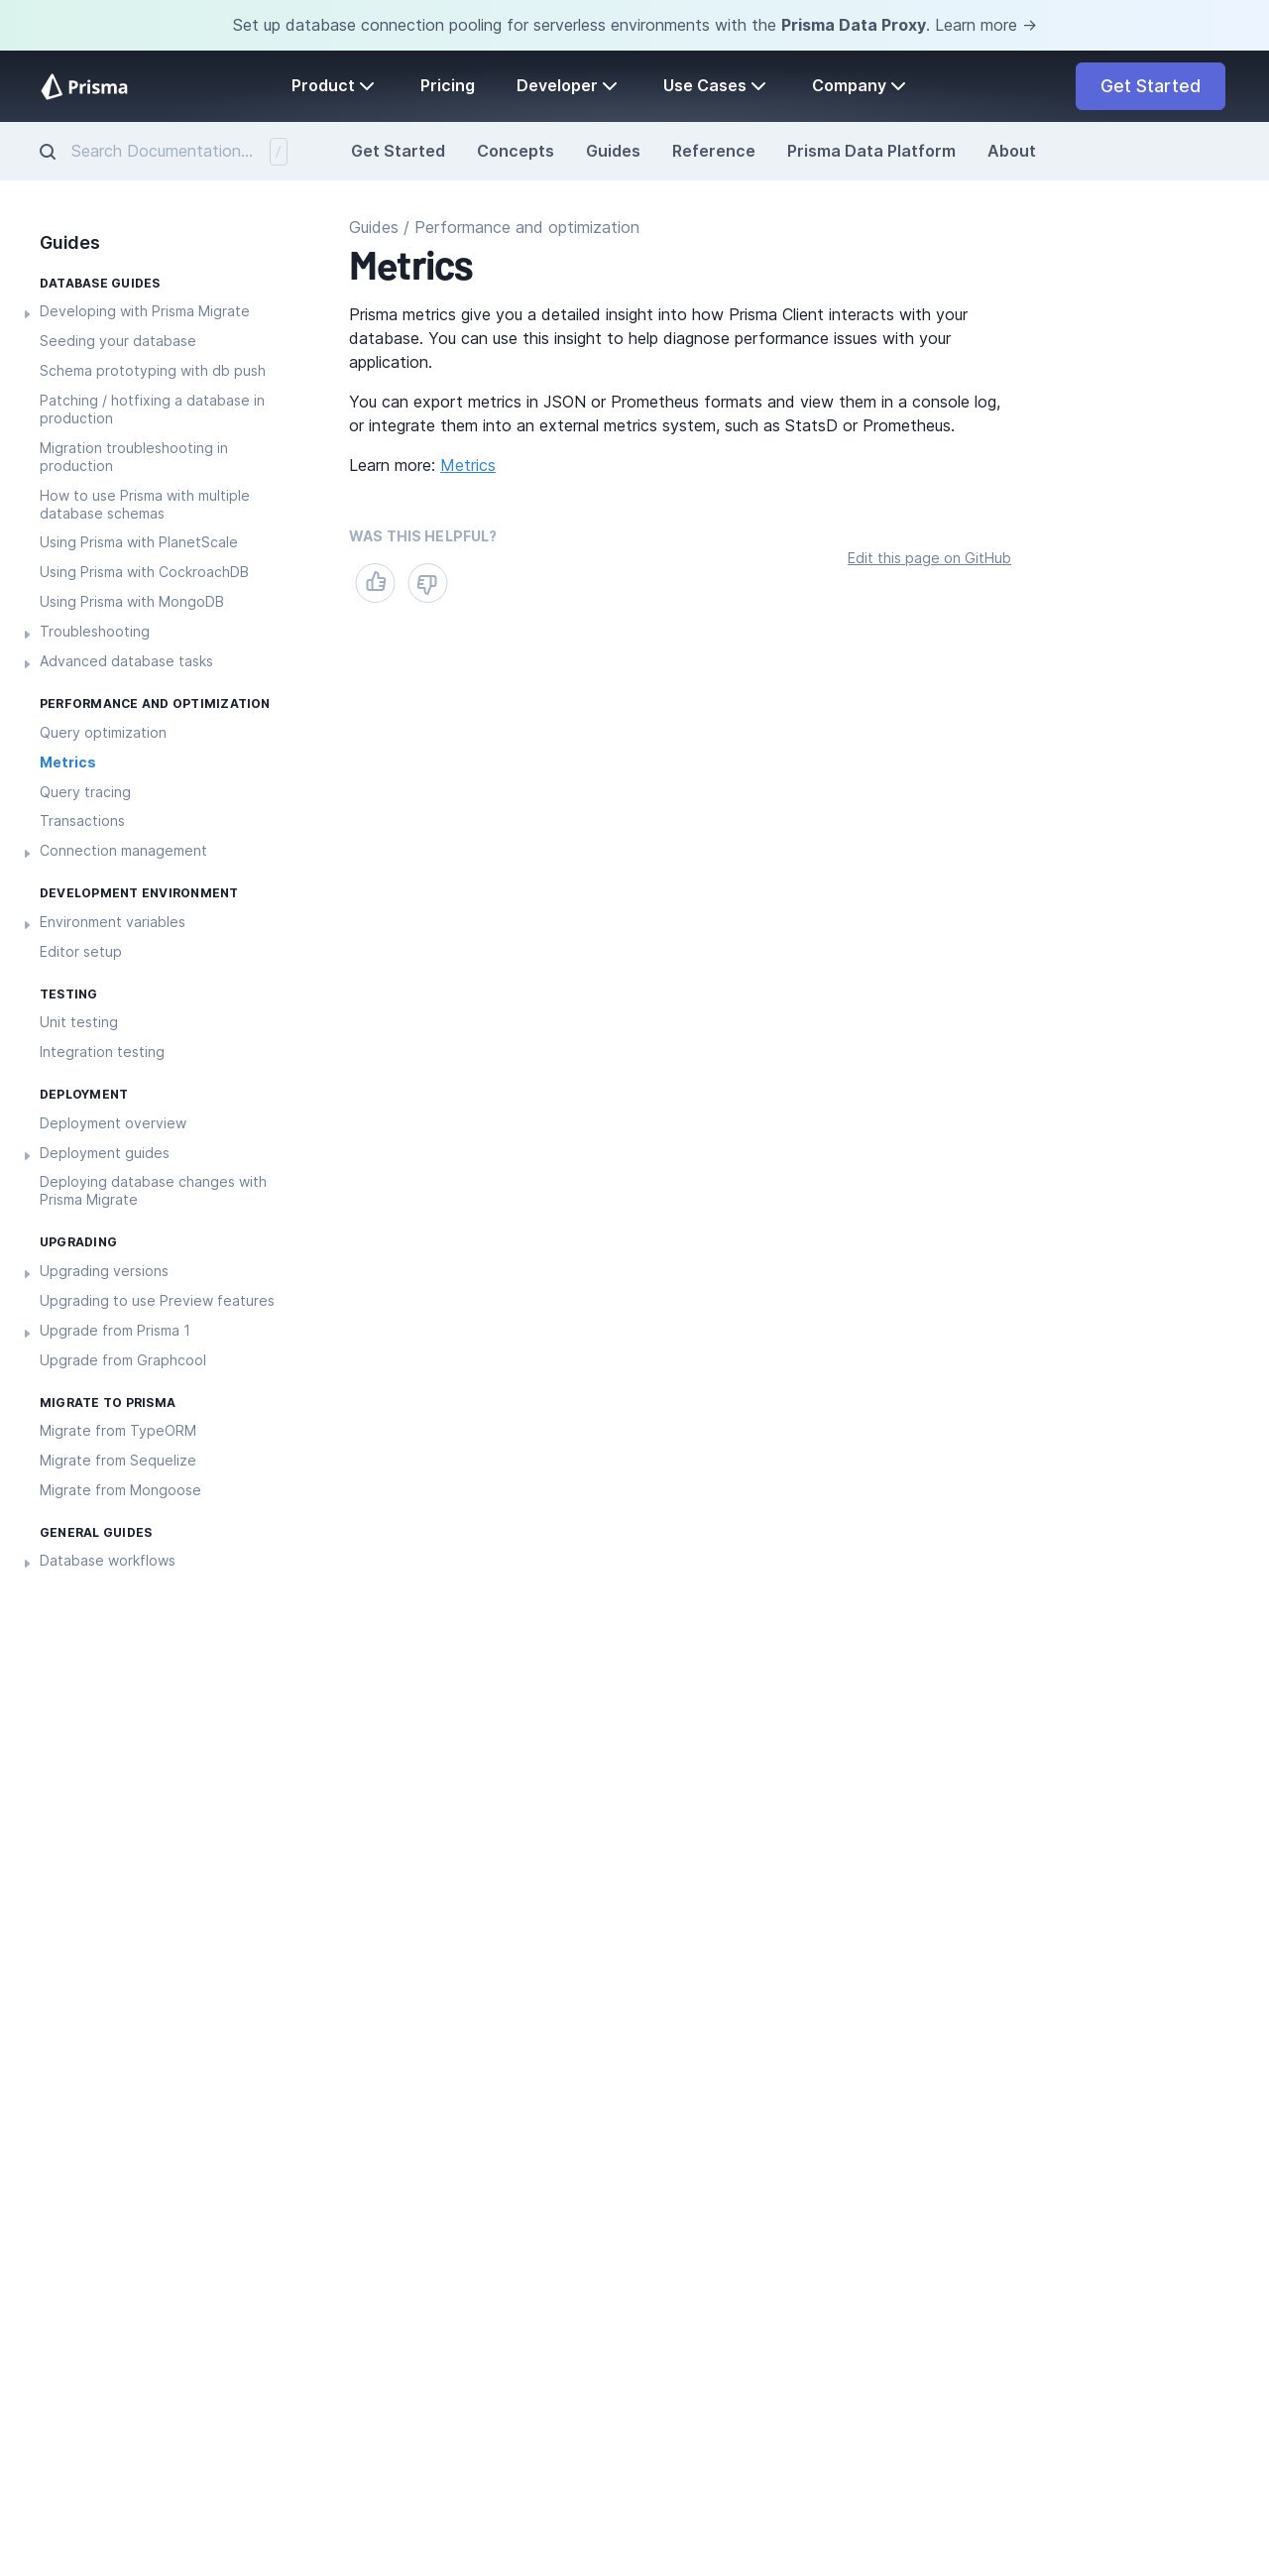 Set up database connection pooling for serverless environments with the Prisma Data Proxy. Learn more →
Prisma
Product
Pricing
Developer
Use Cases
Company
Get Started
Search Documentation...
/
Get Started
Concepts
Guides
Reference
Prisma Data Platform
About
Guides
DATABASE GUIDES
Developing with Prisma Migrate
Seeding your database
Schema prototyping with db push
Patching / hotfixing a database in
production
Migration troubleshooting in
production
How to use Prisma with multiple
database schemas
Using Prisma with PlanetScale
Using Prisma with CockroachDB
Using Prisma with MongoDB
Troubleshooting
Advanced database tasks
PERFORMANCE AND OPTIMIZATION
Query optimization
Metrics
Query tracing
Transactions
Connection management
DEVELOPMENT ENVIRONMENT
Environment variables
Editor setup
TESTING
Unit testing
Integration testing
DEPLOYMENT
Deployment overview
Deployment guides
Deploying database changes with
Prisma Migrate
UPGRADING
Upgrading versions
Upgrading to use Preview features
Upgrade from Prisma 1
Upgrade from Graphcool
MIGRATE TO PRISMA
Migrate from TypeORM
Migrate from Sequelize
Migrate from Mongoose
GENERAL GUIDES
Database workflows
Guides / Performance and optimization
Metrics
Prisma metrics give you a detailed insight into how Prisma Client interacts with your
database. You can use this insight to help diagnose performance issues with your
application.
You can export metrics in JSON or Prometheus formats and view them in a console log,
or integrate them into an external metrics system, such as StatsD or Prometheus.
Learn more: Metrics
WAS THIS HELPFUL?
Edit this page on GitHub